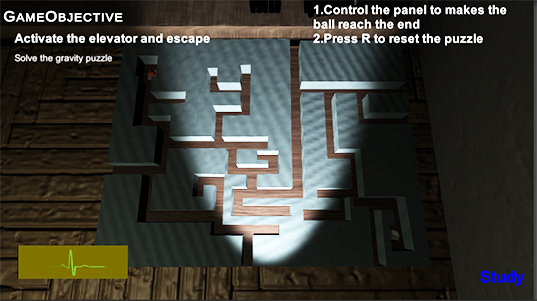 GameObjective
Activate the elevator and escape
Solve the gravity puzzle
1.Control the panel to makes the
ball reach the end
2.Press R to reset the puzzle
Study